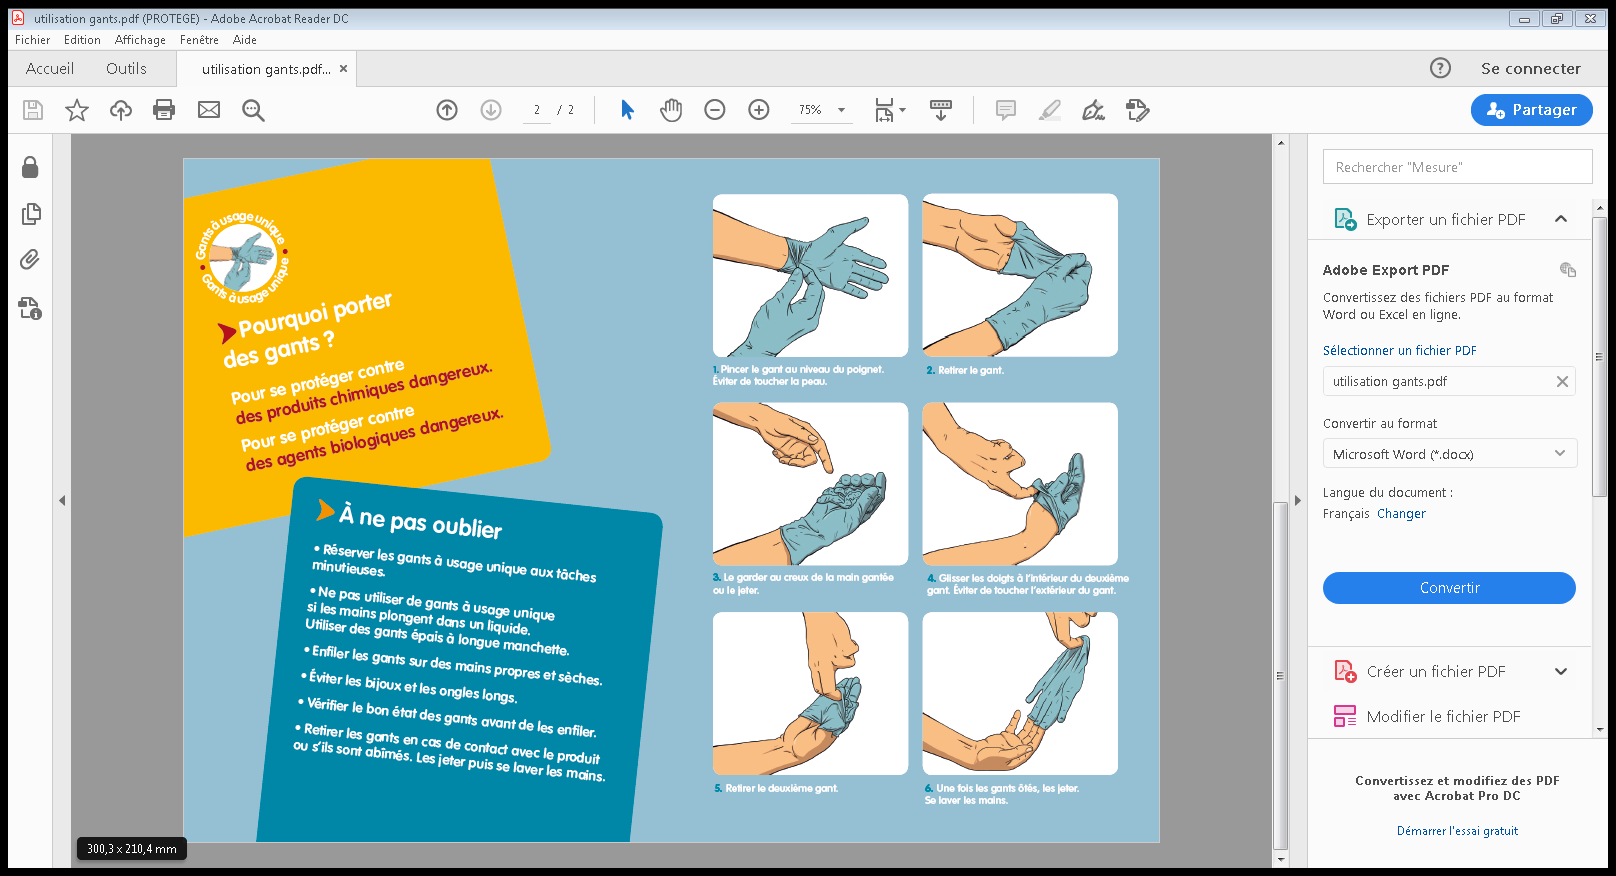 utilisation gants.pdf (PROTEGE) - Adobe Acrobat Reader DC
Fichier Edition Affichage Fenêtre Aide
Accueil Outils utilisation gants.pdf... × ? Se connecter
2 / 2 75% Partager
Gants à usage unique
Gants à usage unique
Pourquoi porter
des gants ?
Pour se protéger contre
des produits chimiques dangereux.
Pour se protéger contre
des agents biologiques dangereux.
À ne pas oublier
• Réserver les gants à usage unique aux tâches
minutieuses.
• Ne pas utiliser de gants à usage unique
si les mains plongent dans un liquide.
Utiliser des gants épais à longue manchette.
• Enfiler les gants sur des mains propres et sèches.
• Éviter les bijoux et les ongles longs.
• Vérifier le bon état des gants avant de les enfiler.
• Retirer les gants en cas de contact avec le produit
ou s'ils sont abîmés. Les jeter puis se laver les mains.
1. Pincer le gant au niveau du poignet.
Éviter de toucher la peau.
2. Retirer le gant.
3. Le garder au creux de la main gantée
ou le jeter.
4. Glisser les doigts à l'intérieur du deuxième
gant. Éviter de toucher l'extérieur du gant.
5. Retirer le deuxième gant.
6. Une fois les gants ôtés, les jeter.
Se laver les mains.
300,3 x 210,4 mm
Rechercher "Mesure"
Exporter un fichier PDF
Adobe Export PDF
Convertissez des fichiers PDF au format
Word ou Excel en ligne.
Sélectionner un fichier PDF
utilisation gants.pdf
Convertir au format
Microsoft Word (*.docx)
Langue du document :
Français Changer
Convertir
Créer un fichier PDF
Modifier le fichier PDF
Convertissez et modifiez des PDF
avec Acrobat Pro DC
Démarrer l'essai gratuit